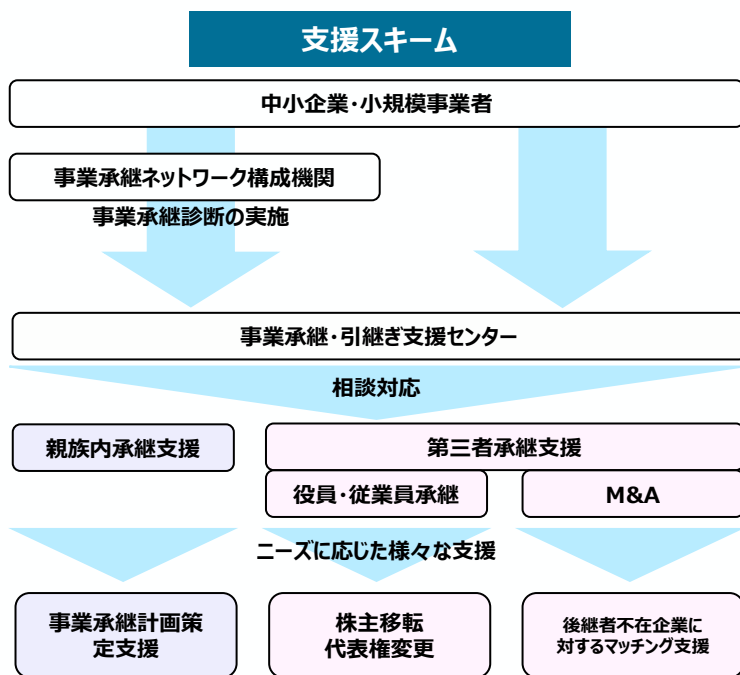 支援スキーム
中小企業・小規模事業者
事業承継ネットワーク構成機関
事業承継診断の実施
事業承継・引継ぎ支援センター
相談対応
親族内承継支援
第三者承継支援
役員・従業員承継
M&A
ニーズに応じた様々な支援
事業承継計画策
定支援
株主移転
代表権変更
後継者不在企業に
対するマッチング支援